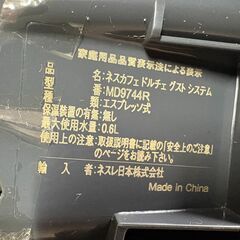 家庭用品品質表示法による表示
品 名：ネスカフェ ドルチェ グスト システム
品 番：MD9744R
種 類：エスプレッソ式
保温装置の有無：無し
最大使用水量：0.6L
使用上の注意：取扱説明書に記載の「安全上のご注意」
のページをお読み下さい。
輸 入 者：ネスレ日本株式会社
Made in China